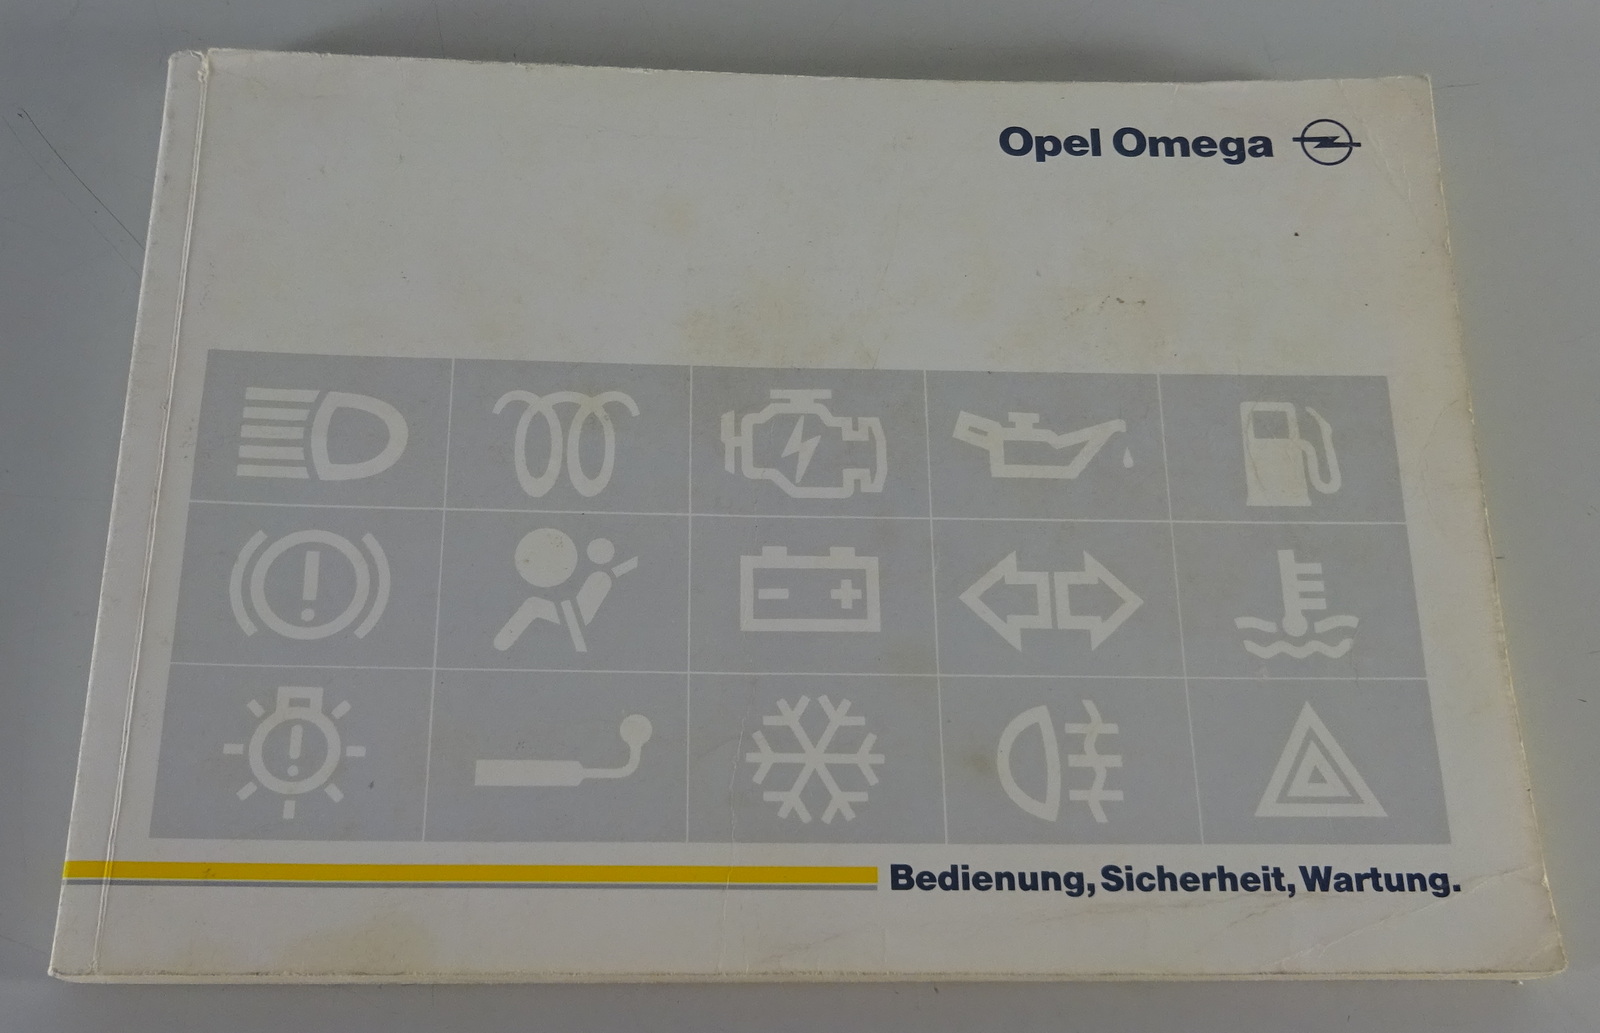 Opel Omega
Bedienung, Sicherheit, Wartung.